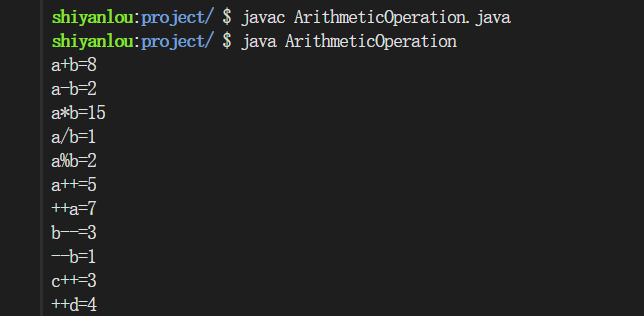 shiyanlou:project/ $ javac ArithmeticOperation.java
shiyanlou:project/ $ java ArithmeticOperation
a+b=8
a-b=2
a*b=15
a/b=1
a%b=2
a++=5
++a=7
b--=3
--b=1
c++=3
++d=4